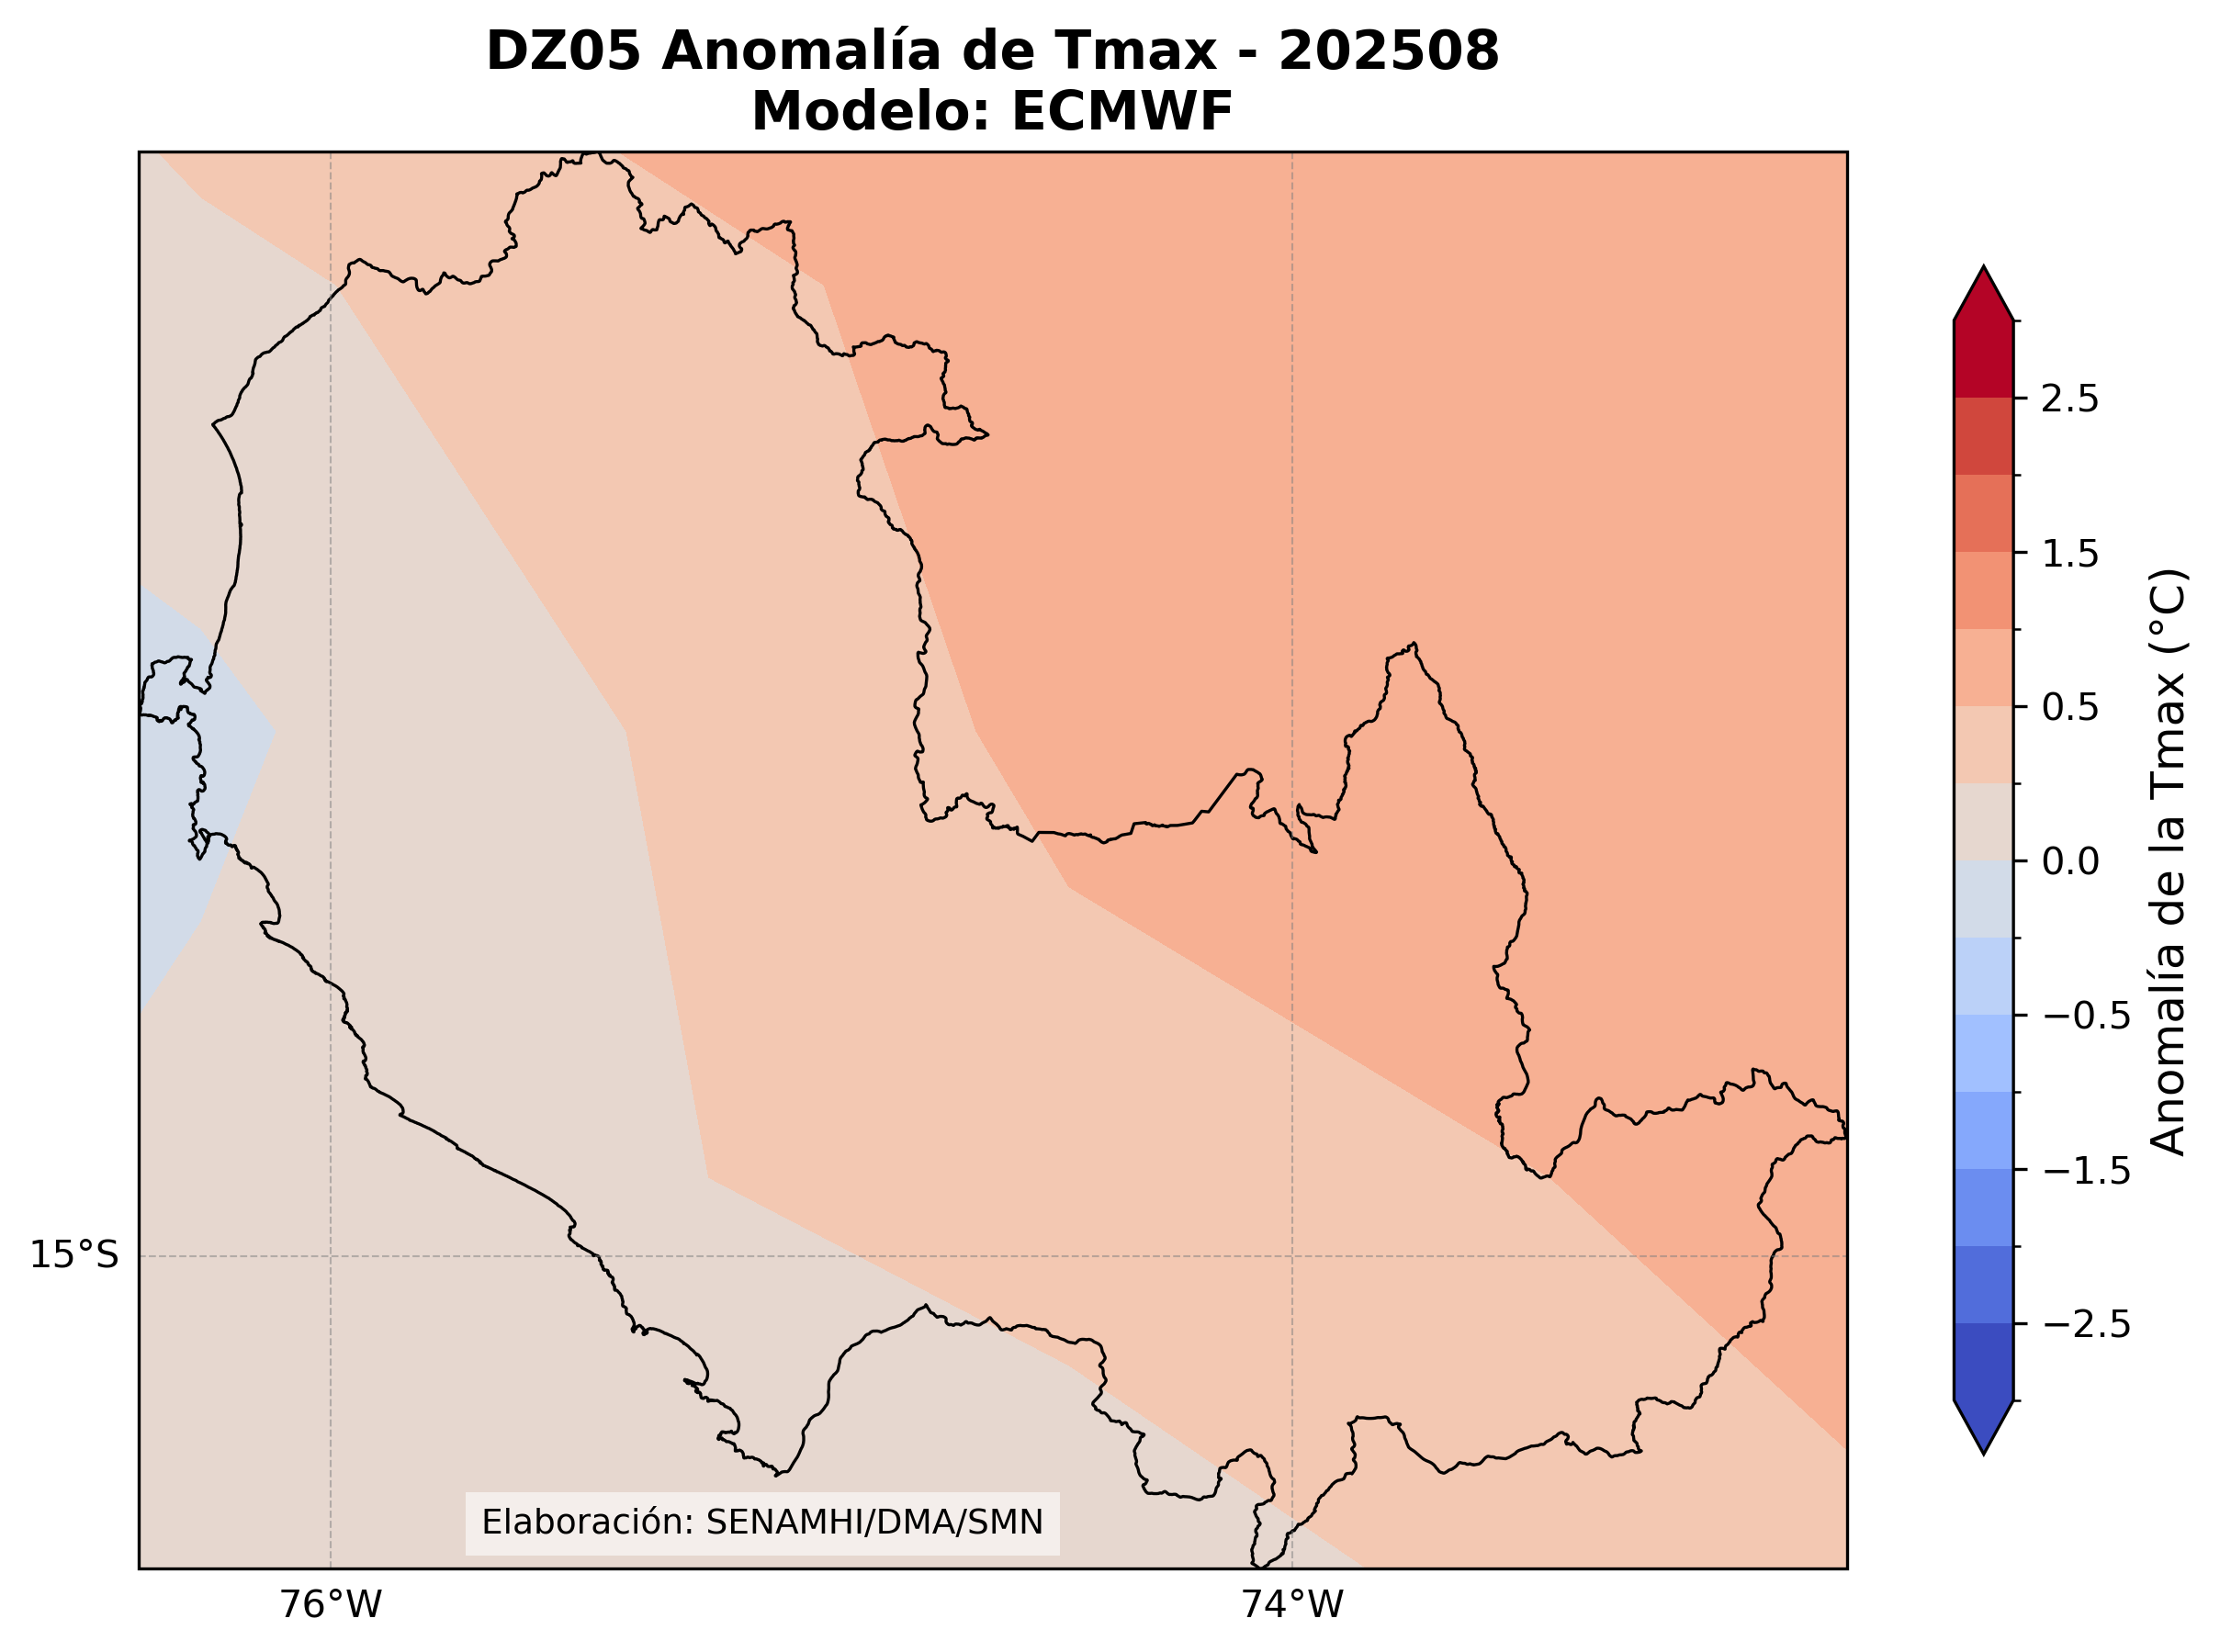 DZ05 Anomalía de Tmax - 202508
Modelo: ECMWF
2.5
1.5
0.5
0.0
−0.5
−1.5
−2.5
Anomalía de la Tmax (°C)
15°S
Elaboración: SENAMHI/DMA/SMN
76°W
74°W